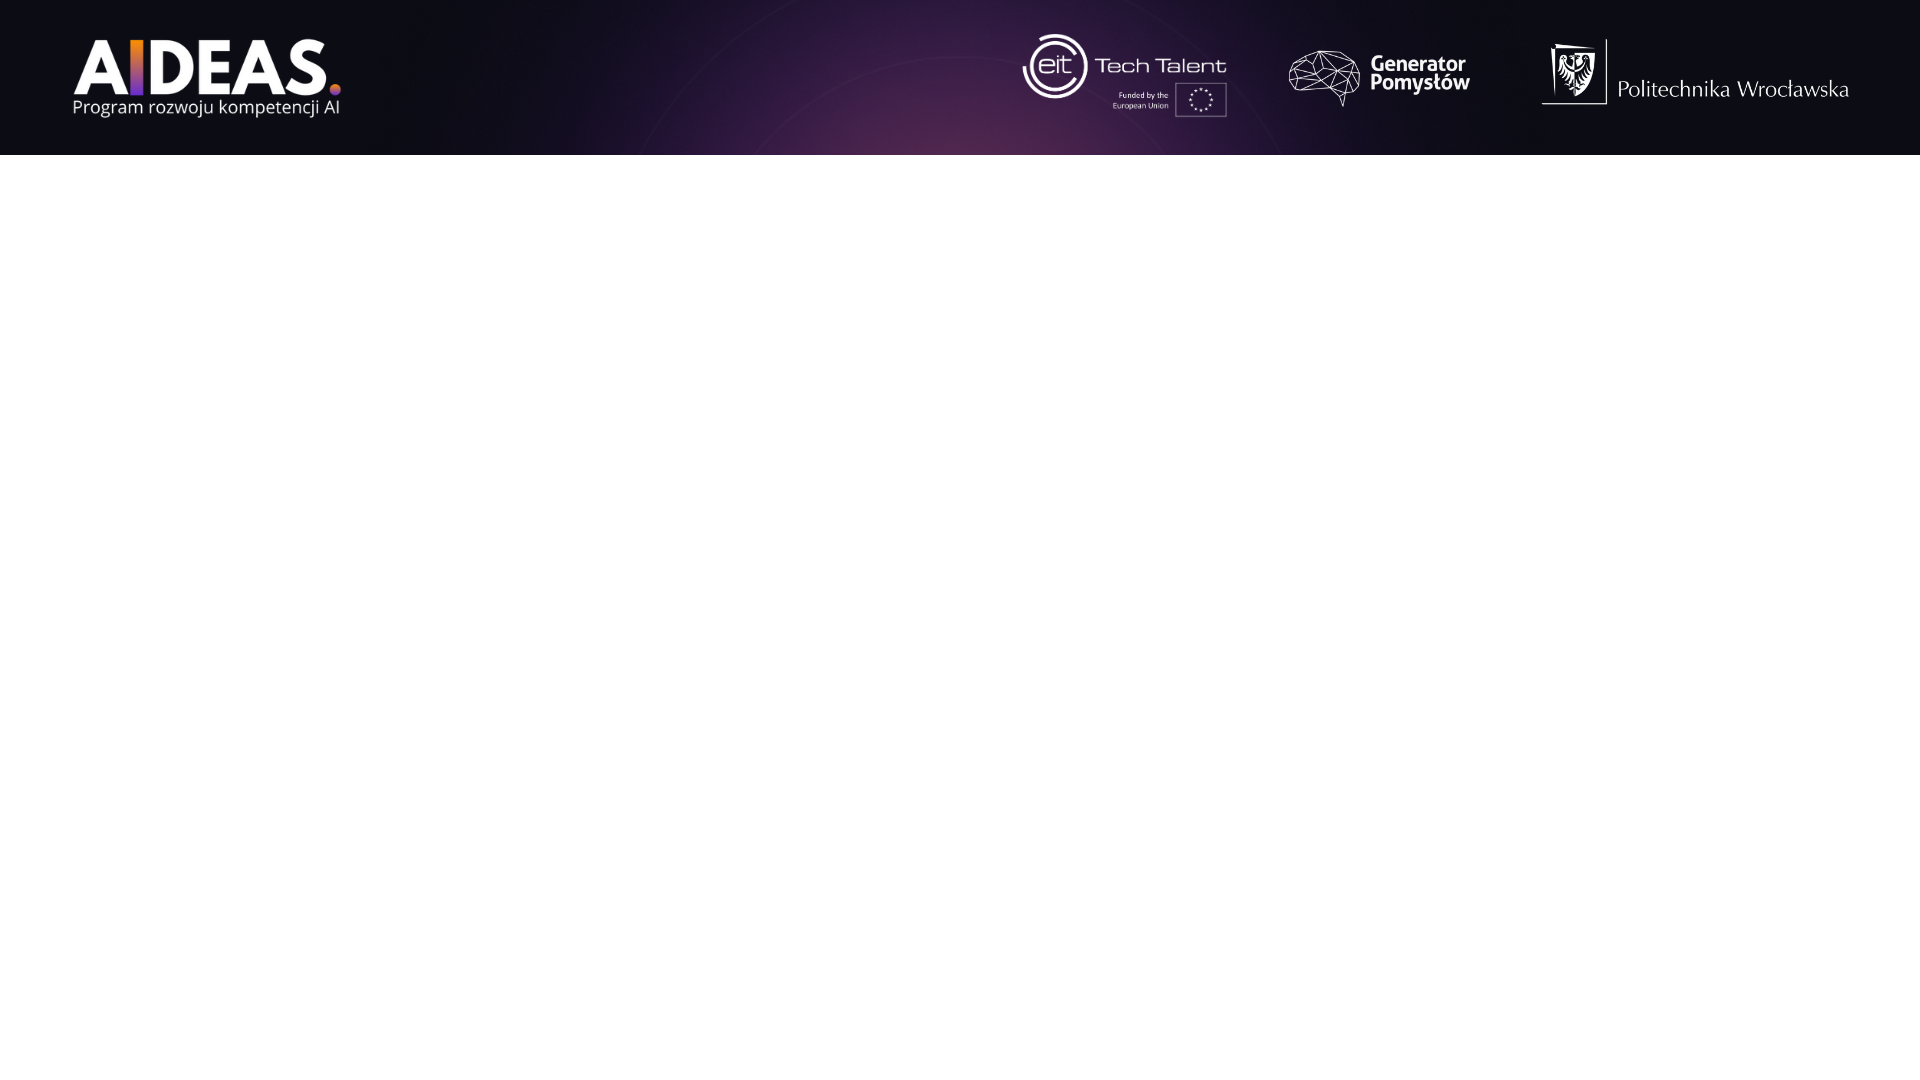 AIDEAS.
Program rozwoju kompetencji AI
eit Tech Talent
Funded by the
European Union
Generator
Pomysłów
Politechnika Wrocławska